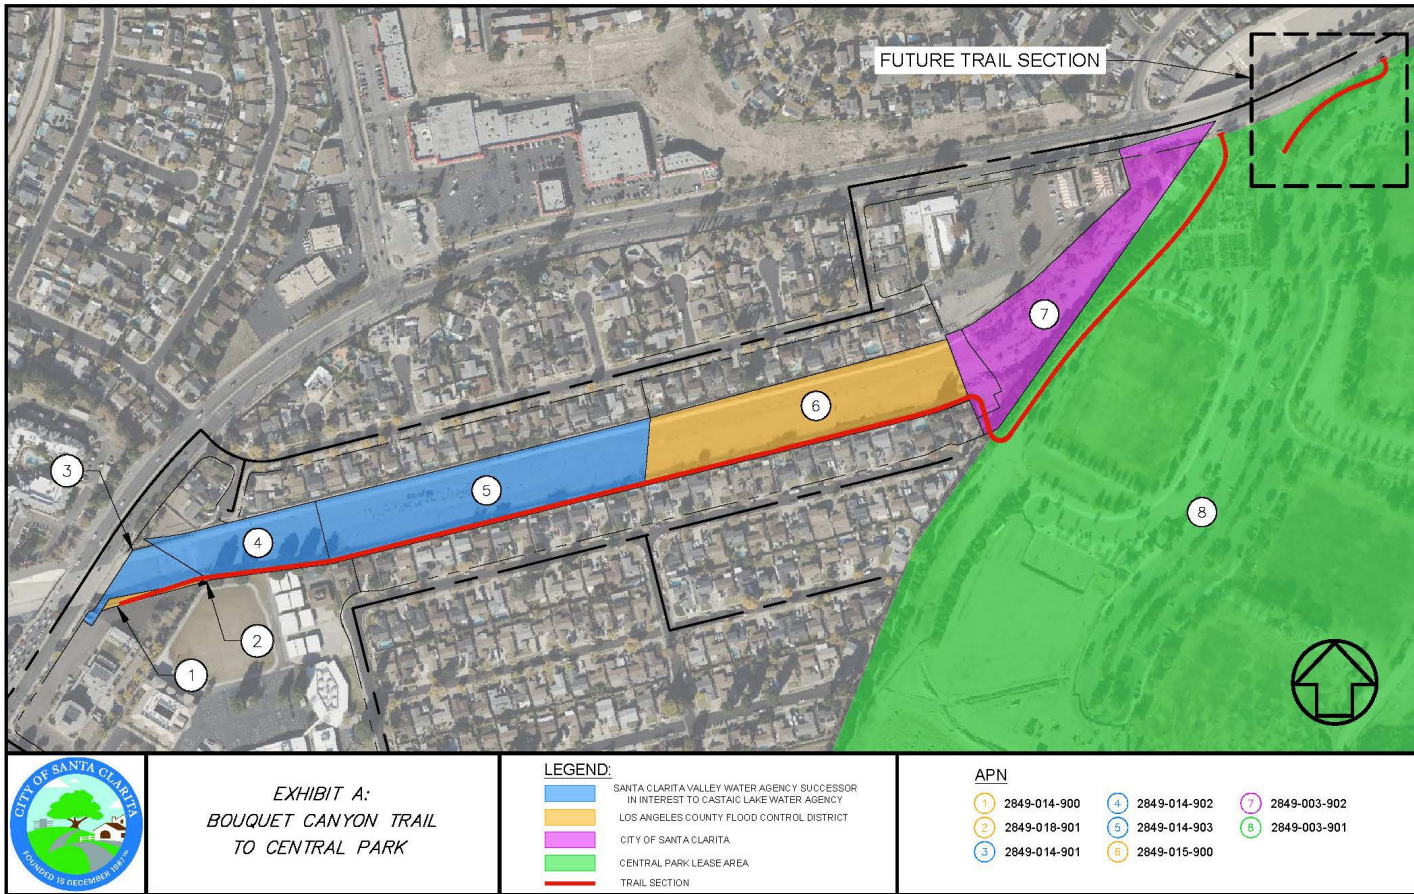 FUTURE TRAIL SECTION
7
6
3
5
8
4
2
1
CITY OF SANTA CLARITA
FOUNDED 15 DECEMBER 1987™
EXHIBIT A:
BOUQUET CANYON TRAIL
TO CENTRAL PARK
LEGEND:
SANTA CLARITA VALLEY WATER AGENCY SUCCESSOR
IN INTEREST TO CASTAIC LAKE WATER AGENCY
LOS ANGELES COUNTY FLOOD CONTROL DISTRICT
CITY OF SANTA CLARITA
CENTRAL PARK LEASE AREA
TRAIL SECTION
APN
1 2849-014-900
2 2849-018-901
3 2849-014-901
4 2849-014-902
5 2849-014-903
6 2849-015-900
7 2849-003-902
8 2849-003-901